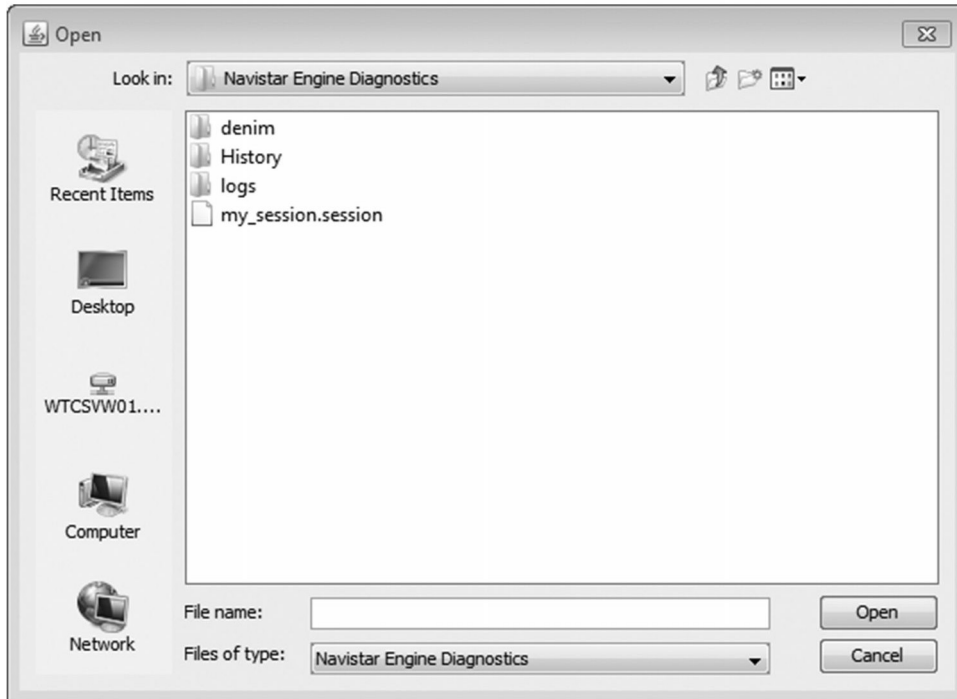 Open
Look in:
Navistar Engine Diagnostics
Recent Items
Desktop
WTCSVW01....
Computer
Network
denim
History
logs
my_session.session
File name:
Open
Files of type:
Navistar Engine Diagnostics
Cancel